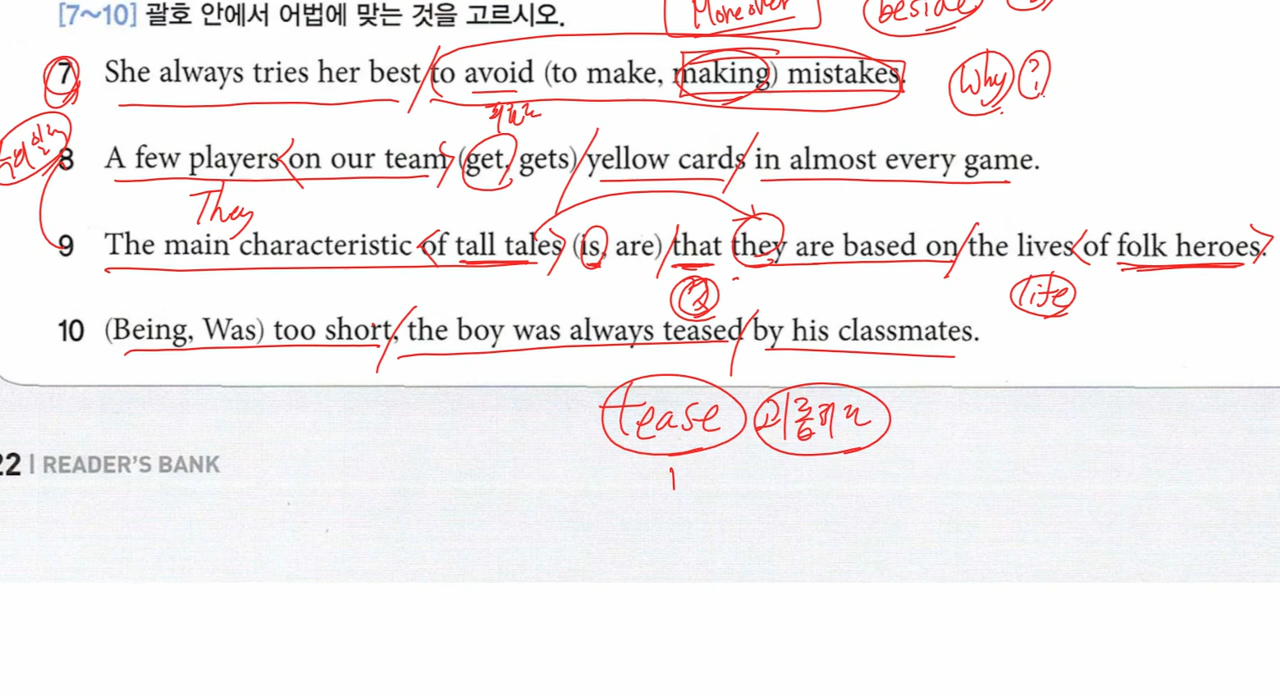 [7~10] 괄호 안에서 어법에 맞는 것을 고르시오.
Moreover
beside
7 She always tries her best to avoid (to make, making) mistakes.
Why?
피하다
8 A few players on our team (get, gets) yellow cards in almost every game.
They
9 The main characteristic of tall tales (is, are) that they are based on the lives of folk heroes.
life
10 (Being, Was) too short, the boy was always teased by his classmates.
tease 괴롭히다
22 | READER'S BANK